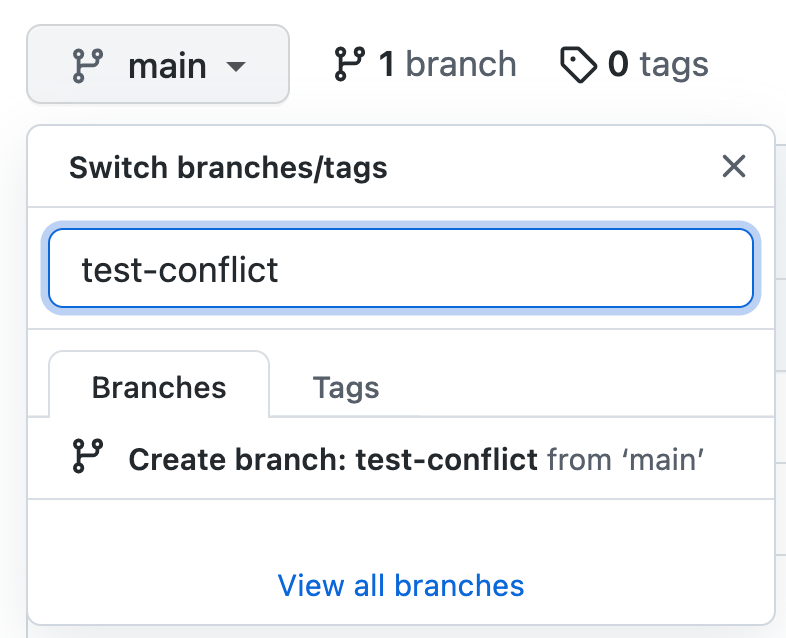 main 1 branch 0 tags
Switch branches/tags
test-conflict
Branches Tags
Create branch: test-conflict from ‘main’
View all branches